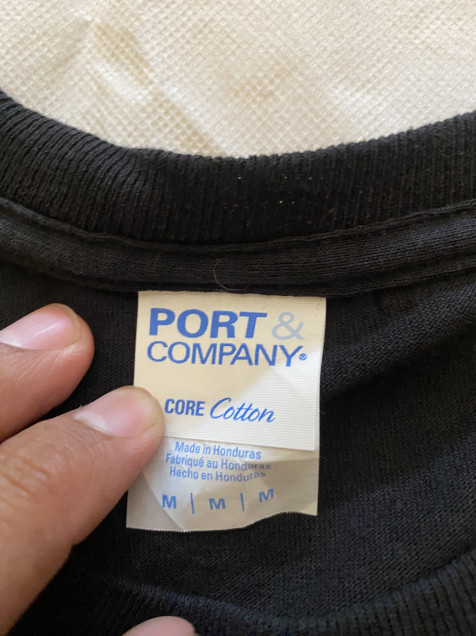 PORT &
COMPANY®
CORE Cotton
Made in Honduras
Fabriqué au Honduras
Hecho en Honduras
M | M | M